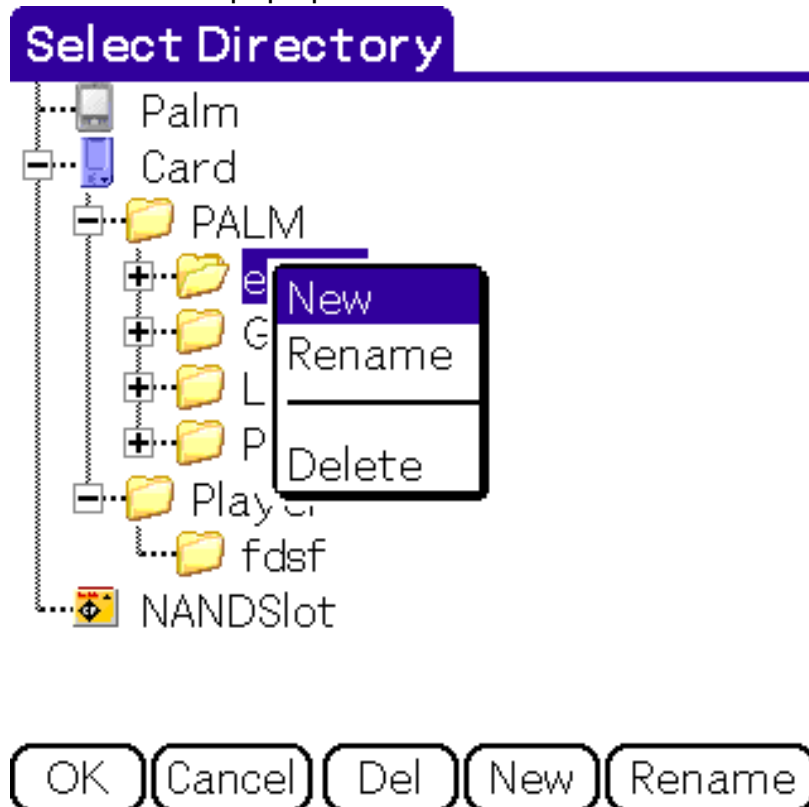 Select Directory
Palm
Card
PALM
e
New
G
Rename
L
P
Delete
Player
fdsf
NANDSlot
OK Cancel Del New Rename